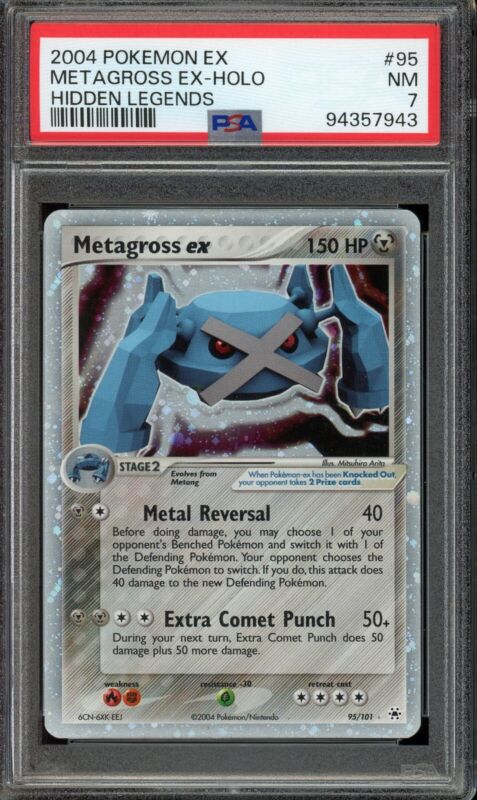 2004 POKEMON EX #95
METAGROSS EX-HOLO NM
HIDDEN LEGENDS 7
PSA 94357943
Metagross ex 150 HP
Illus. Mitsuhiro Arita
STAGE 2
Evolves from
Metang
When Pokémon-ex has been Knocked Out,
your opponent takes 2 Prize cards.
Metal Reversal 40
Before doing damage, you may choose 1 of your
opponent's Benched Pokémon and switch it with 1 of
the Defending Pokémon. Your opponent chooses the
Defending Pokémon to switch. If you do, this attack does
40 damage to the new Defending Pokémon.
Extra Comet Punch 50+
During your next turn, Extra Comet Punch does 50
damage plus 50 more damage.
weakness resistance -30 retreat cost
6CN-6XK-EEJ ©2004 Pokémon/Nintendo 95/101
PSA